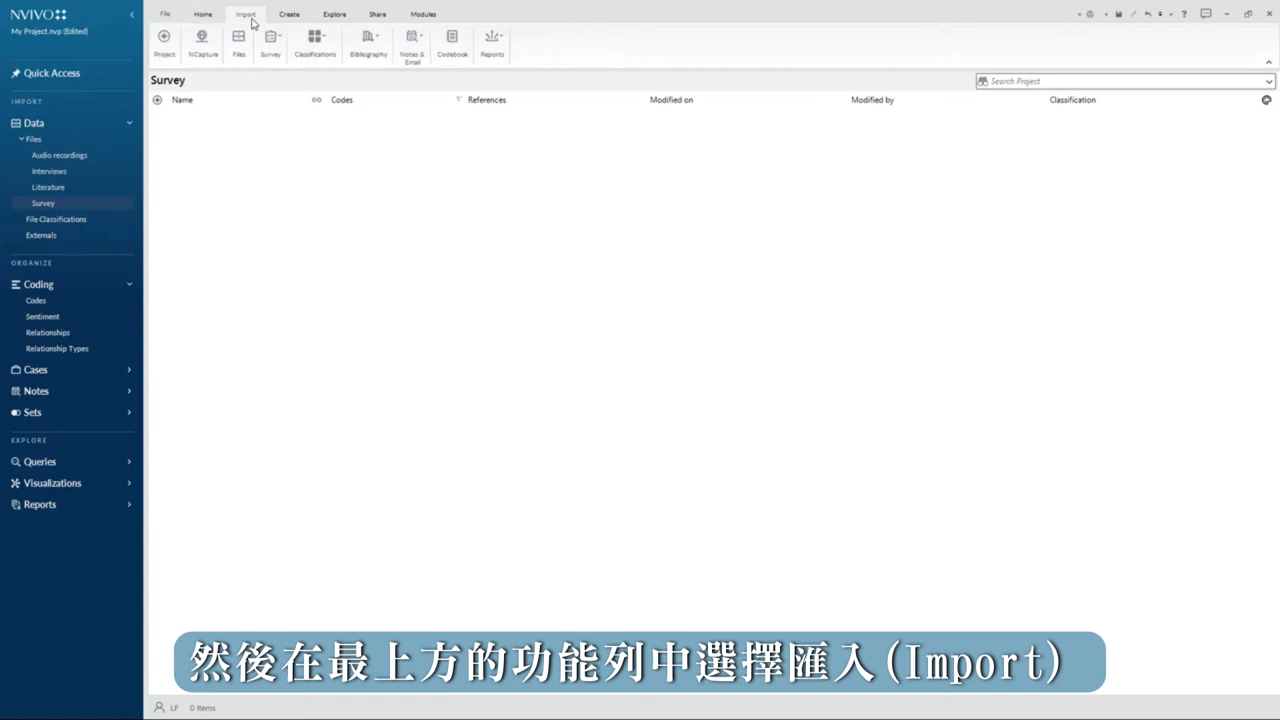 NVIVO
My Project.nvp (Edited)
Quick Access
IMPORT
Data
Files
Audio recordings
Interviews
Literature
Survey
File Classifications
Externals
ORGANIZE
Coding
Codes
Sentiment
Relationships
Relationship Types
Cases
Notes
Sets
EXPLORE
Queries
Visualizations
Reports
File Home Import Create Explore Share Modules
Project NCapture Files Survey Classifications Bibliography Notes & Email Codebook Reports
Survey
Search Project
Name Codes References Modified on Modified by Classification
然後在最上方的功能列中選擇匯入(Import)
LF 0 Items